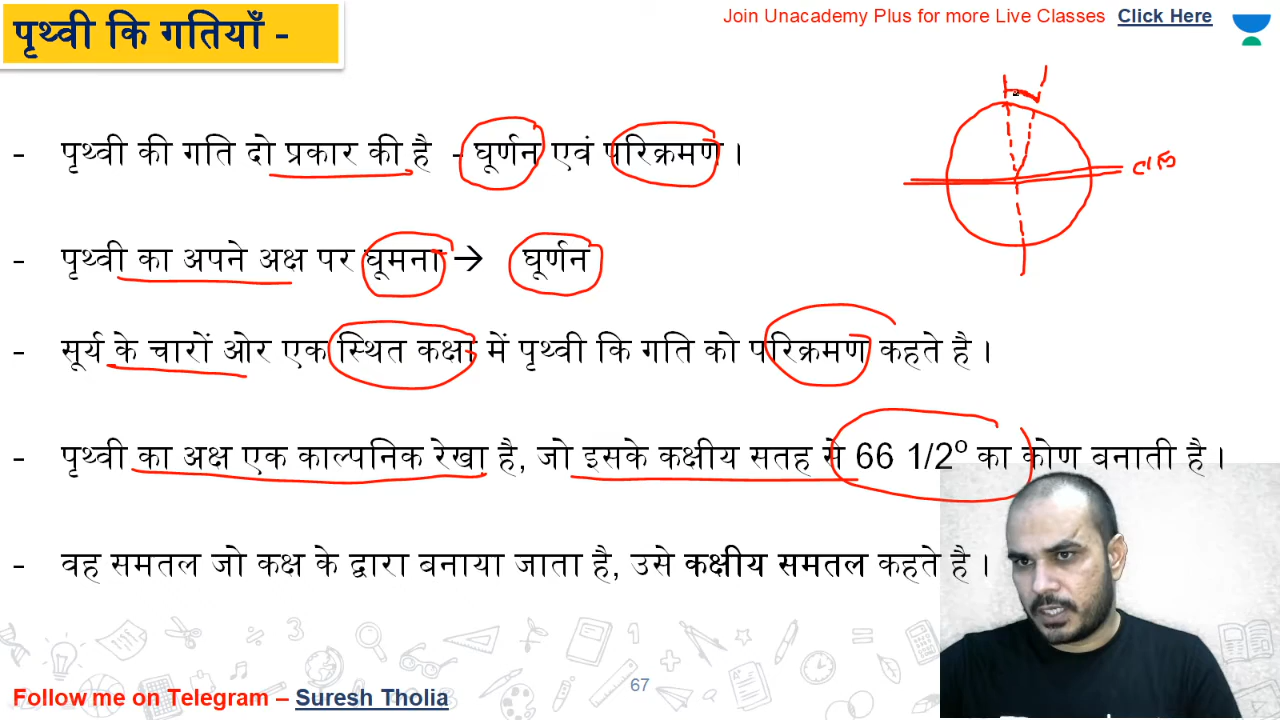 पृथ्वी कि गतियाँ -
Join Unacademy Plus for more Live Classes Click Here
- पृथ्वी की गति दो प्रकार की है - घूर्णन एवं परिक्रमण ।
- पृथ्वी का अपने अक्ष पर घूमना → घूर्णन
- सूर्य के चारों ओर एक स्थित कक्षा में पृथ्वी कि गति को परिक्रमण कहते है ।
- पृथ्वी का अक्ष एक काल्पनिक रेखा है, जो इसके कक्षीय सतह से 66 1/2º का कोण बनाती है ।
- वह समतल जो कक्ष के द्वारा बनाया जाता है, उसे कक्षीय समतल कहते है ।
67
Follow me on Telegram – Suresh Tholia